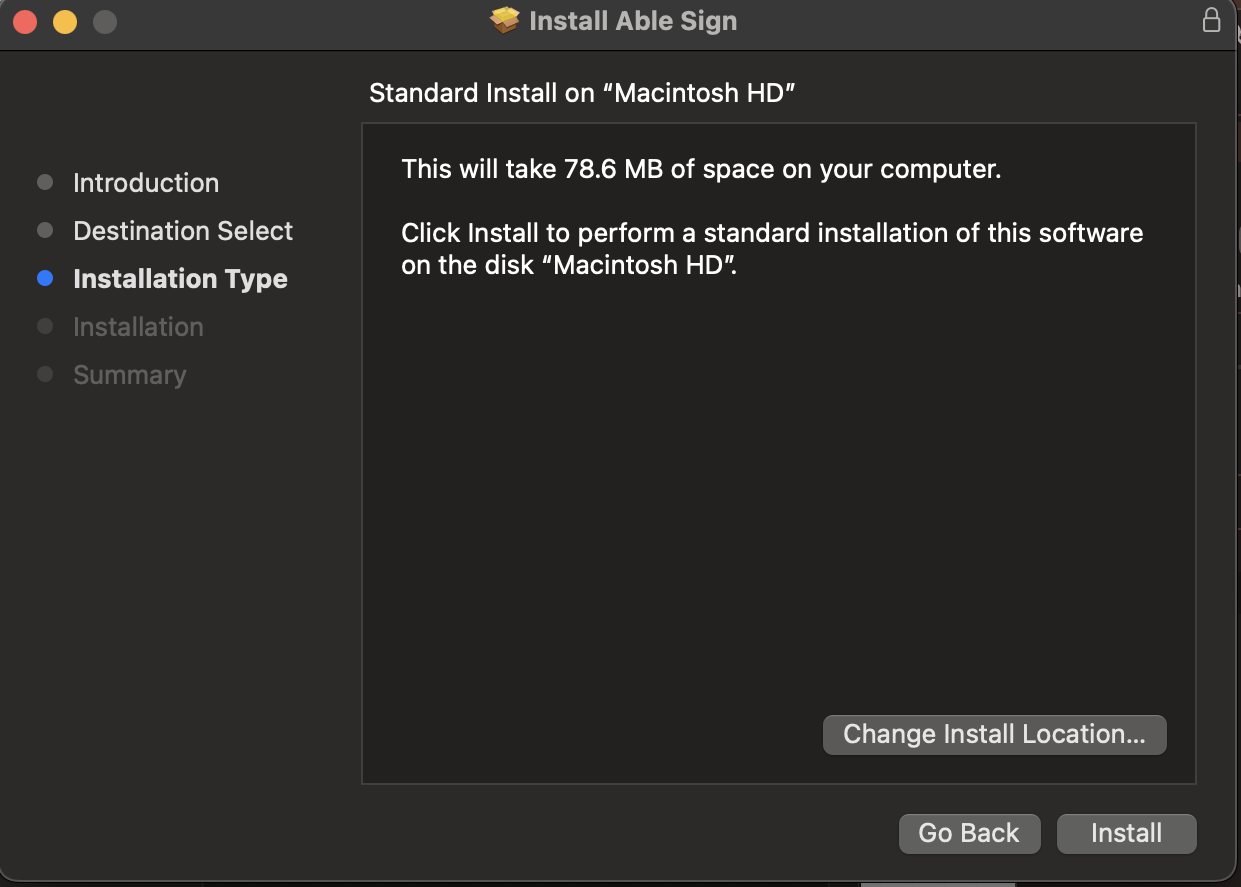 Install Able Sign
Standard Install on “Macintosh HD”
Introduction
Destination Select
Installation Type
Installation
Summary
This will take 78.6 MB of space on your computer.
Click Install to perform a standard installation of this software
on the disk “Macintosh HD”.
Change Install Location...
Go Back
Install